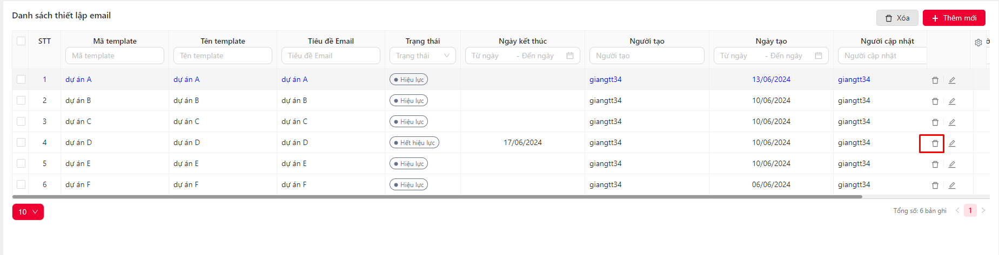 Danh sách thiết lập email
Xóa
Thêm mới
STT Mã template Tên template Tiêu đề Email Trạng thái Ngày kết thúc Người tạo Ngày tạo Người cập nhật
Mã template Tên template Tiêu đề Email Trạng thái Từ ngày - Đến ngày Người tạo Từ ngày - Đến ngày Người cập nhật
1 dự án A dự án A dự án A Hiệu lực giangtt34 13/06/2024 giangtt34
2 dự án B dự án B dự án B Hiệu lực giangtt34 10/06/2024 giangtt34
3 dự án C dự án C dự án C Hiệu lực giangtt34 10/06/2024 giangtt34
4 dự án D dự án D dự án D Hết hiệu lực 17/06/2024 giangtt34 10/06/2024 giangtt34
5 dự án E dự án E dự án E Hiệu lực giangtt34 10/06/2024 giangtt34
6 dự án F dự án F dự án F Hiệu lực giangtt34 06/06/2024 giangtt34
10 Tổng số: 6 bản ghi < 1 >